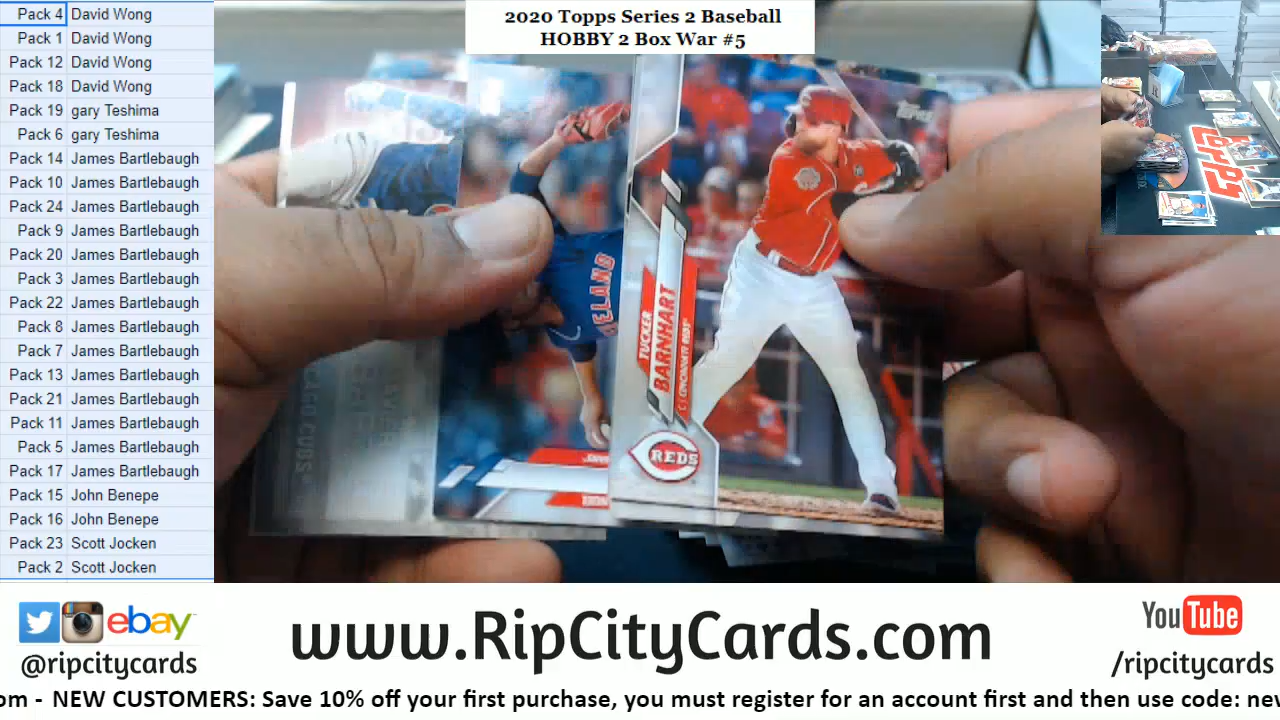 Pack 4 David Wong
Pack 1 David Wong
Pack 12 David Wong
Pack 18 David Wong
Pack 19 gary Teshima
Pack 6 gary Teshima
Pack 14 James Bartlebaugh
Pack 10 James Bartlebaugh
Pack 24 James Bartlebaugh
Pack 9 James Bartlebaugh
Pack 20 James Bartlebaugh
Pack 3 James Bartlebaugh
Pack 22 James Bartlebaugh
Pack 8 James Bartlebaugh
Pack 7 James Bartlebaugh
Pack 13 James Bartlebaugh
Pack 21 James Bartlebaugh
Pack 11 James Bartlebaugh
Pack 5 James Bartlebaugh
Pack 17 James Bartlebaugh
Pack 15 John Benepe
Pack 16 John Benepe
Pack 23 Scott Jocken
Pack 2 Scott Jocken
2020 Topps Series 2 Baseball
HOBBY 2 Box War #5
Topps
TUCKER
BARNHART
CINCINNATI REDS
REDS
ELAND
CUBS
Topps
ebay
@ripcitycards
www.RipCityCards.com
YouTube
/ripcitycards
om - NEW CUSTOMERS: Save 10% off your first purchase, you must register for an account first and then use code: new